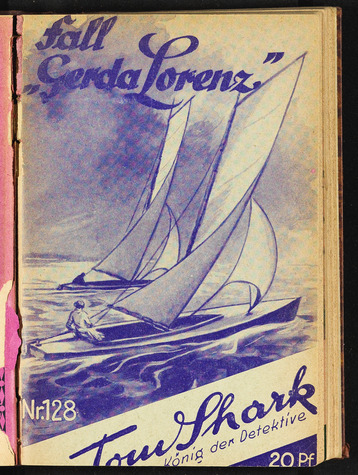 Fall
„Gerda Lorenz”
Nr.128
Tom Shark
König der Detektive
20 Pf